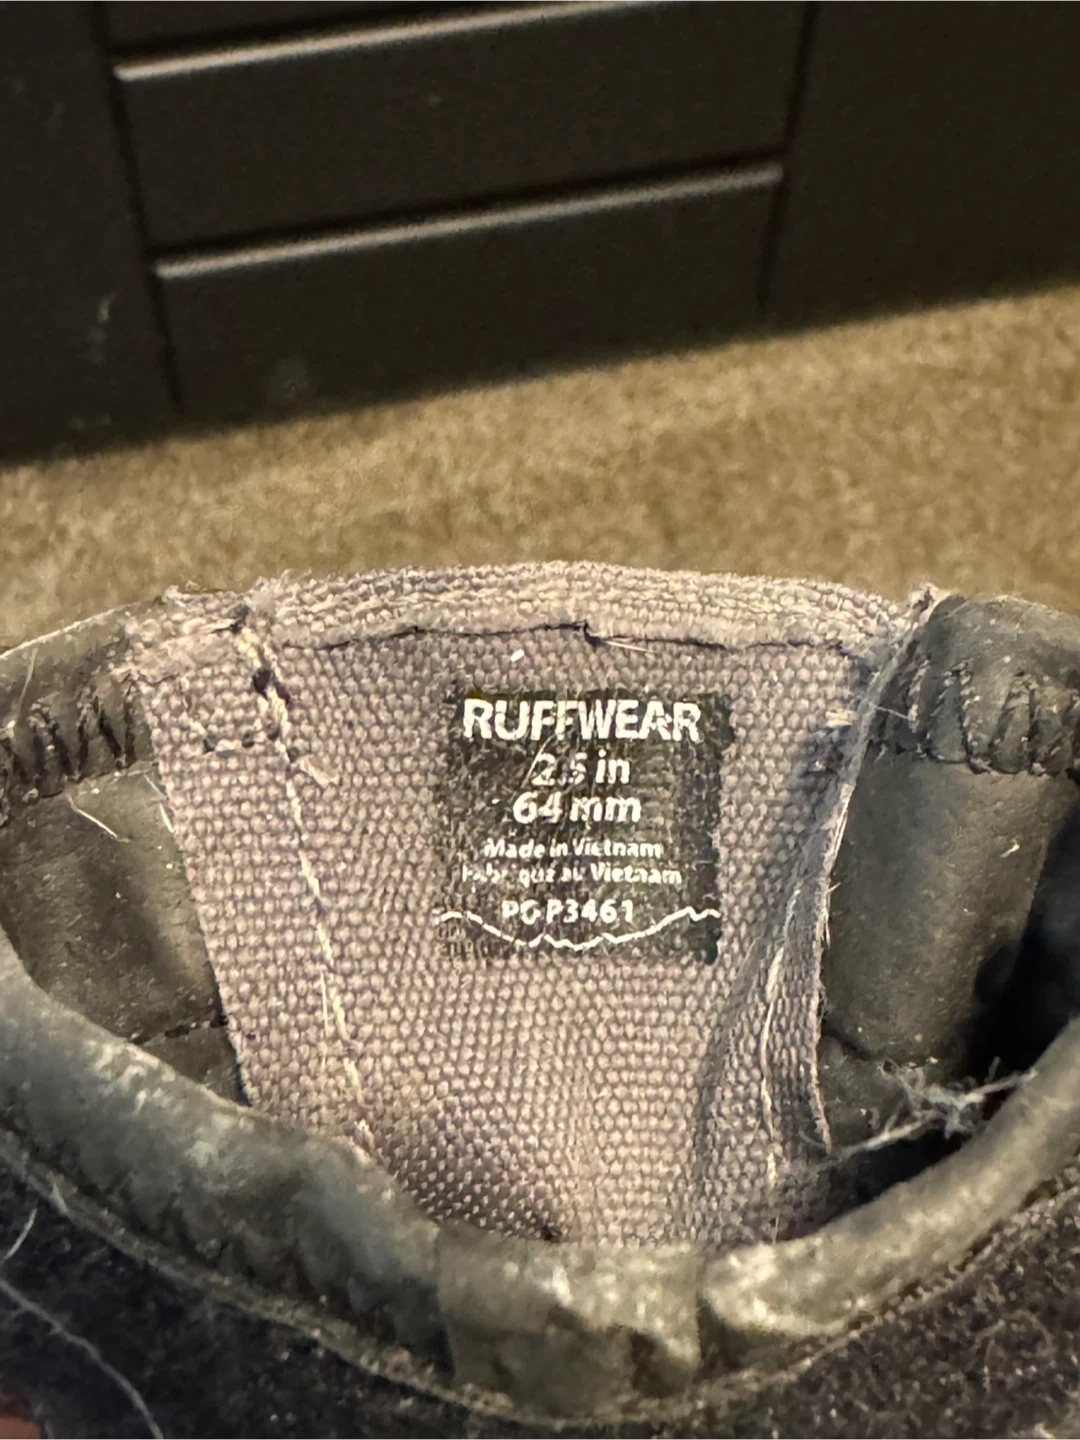 RUFFWEAR
2.5 in
64 mm
Made in Vietnam
Fabriqué au Vietnam
PO P3461